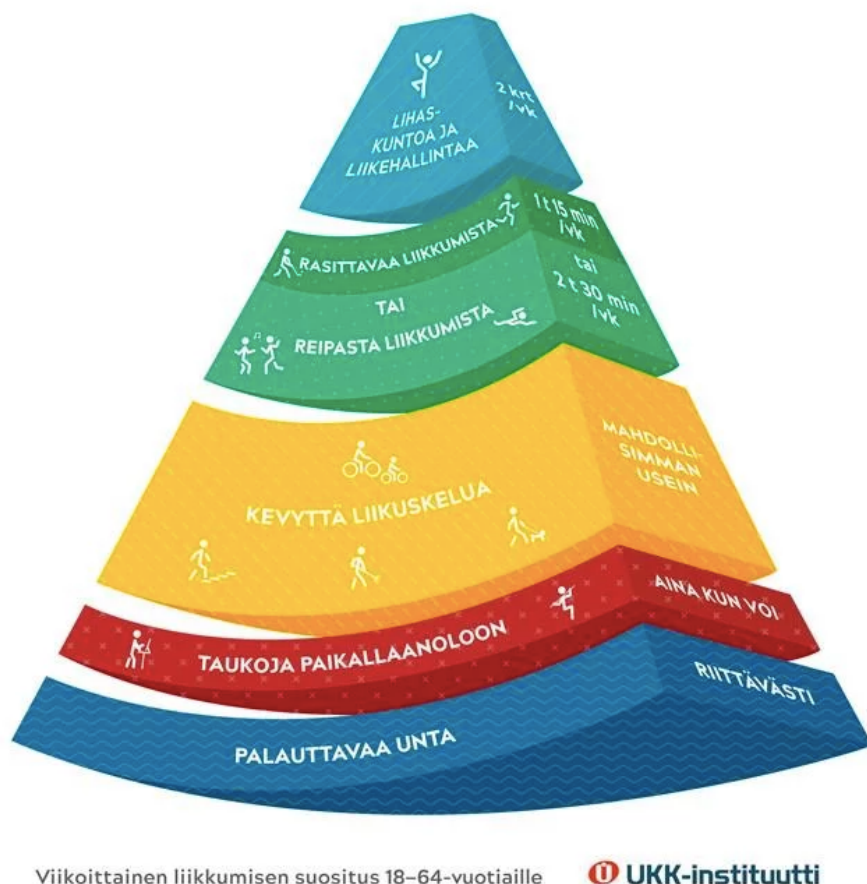 LIHAS-
KUNTOA JA
LIIKEHALLINTAA
2 krt
/vk
RASITTAVAA LIIKKUMISTA
1 t 15 min
/vk
TAI
tai
REIPASTA LIIKKUMISTA
2 t 30 min
/vk
KEVYTTÄ LIIKUSKELUA
MAHDOLLI-
SIMMAN
USEIN
TAUKOJA PAIKALLAANOLOON
AINA KUN VOI
PALAUTTAVAA UNTA
RIITTÄVÄSTI
Viikoittainen liikkumisen suositus 18–64-vuotiaille
UKK-instituutti